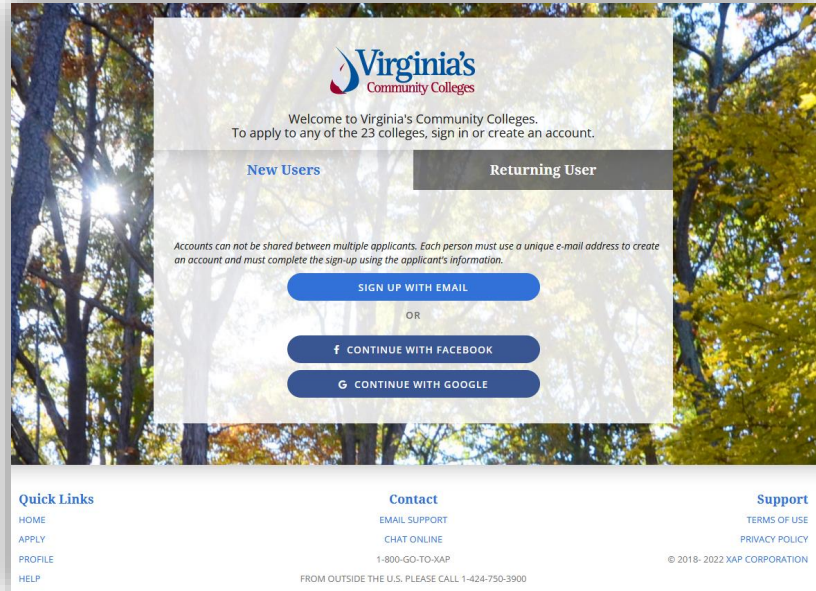 Virginia's
Community Colleges
Welcome to Virginia's Community Colleges.
To apply to any of the 23 colleges, sign in or create an account.
New Users
Returning User
Accounts can not be shared between multiple applicants. Each person must use a unique e-mail address to create
an account and must complete the sign-up using the applicant's information.
SIGN UP WITH EMAIL
OR
f CONTINUE WITH FACEBOOK
G CONTINUE WITH GOOGLE
Quick Links
HOME
APPLY
PROFILE
HELP
Contact
EMAIL SUPPORT
CHAT ONLINE
1-800-GO-TO-XAP
FROM OUTSIDE THE U.S. PLEASE CALL 1-424-750-3900
Support
TERMS OF USE
PRIVACY POLICY
© 2018- 2022 XAP CORPORATION